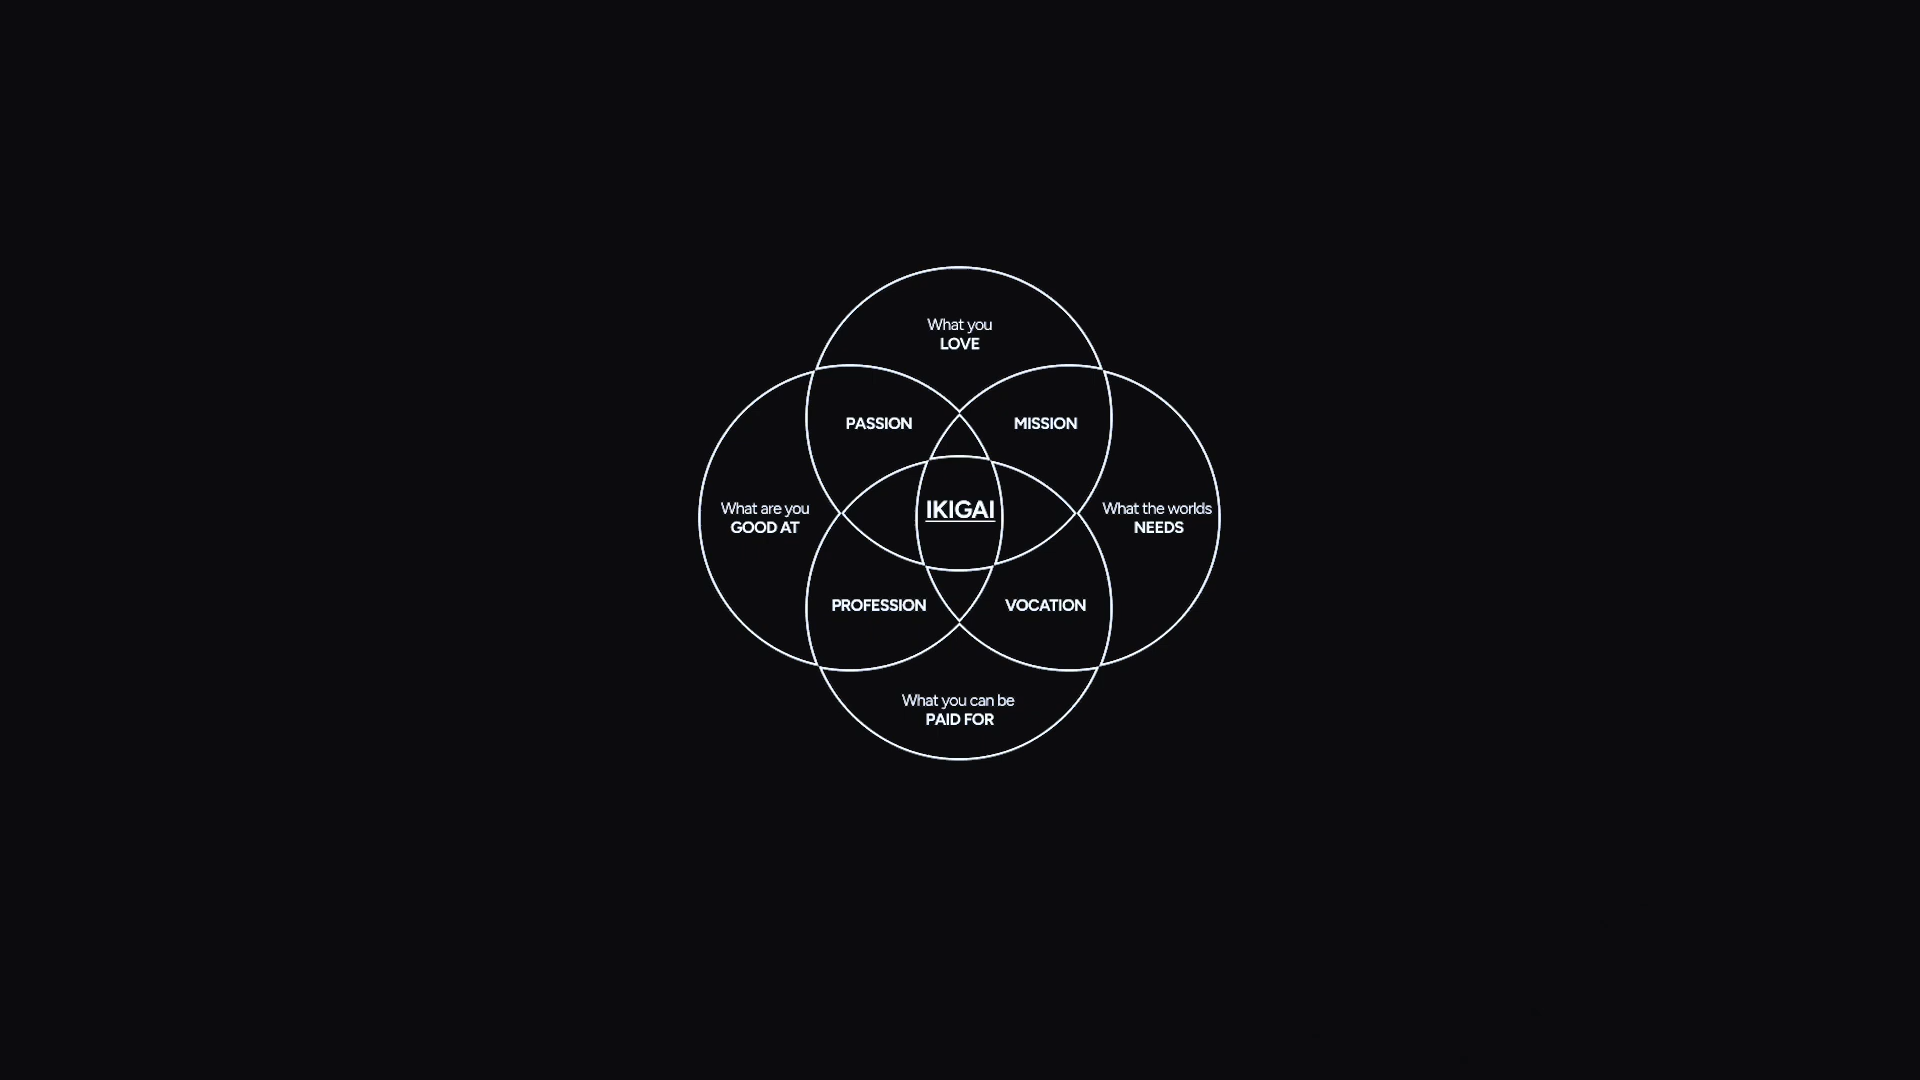 What you
LOVE
PASSION
MISSION
What are you
GOOD AT
IKIGAI
What the worlds
NEEDS
PROFESSION
VOCATION
What you can be
PAID FOR